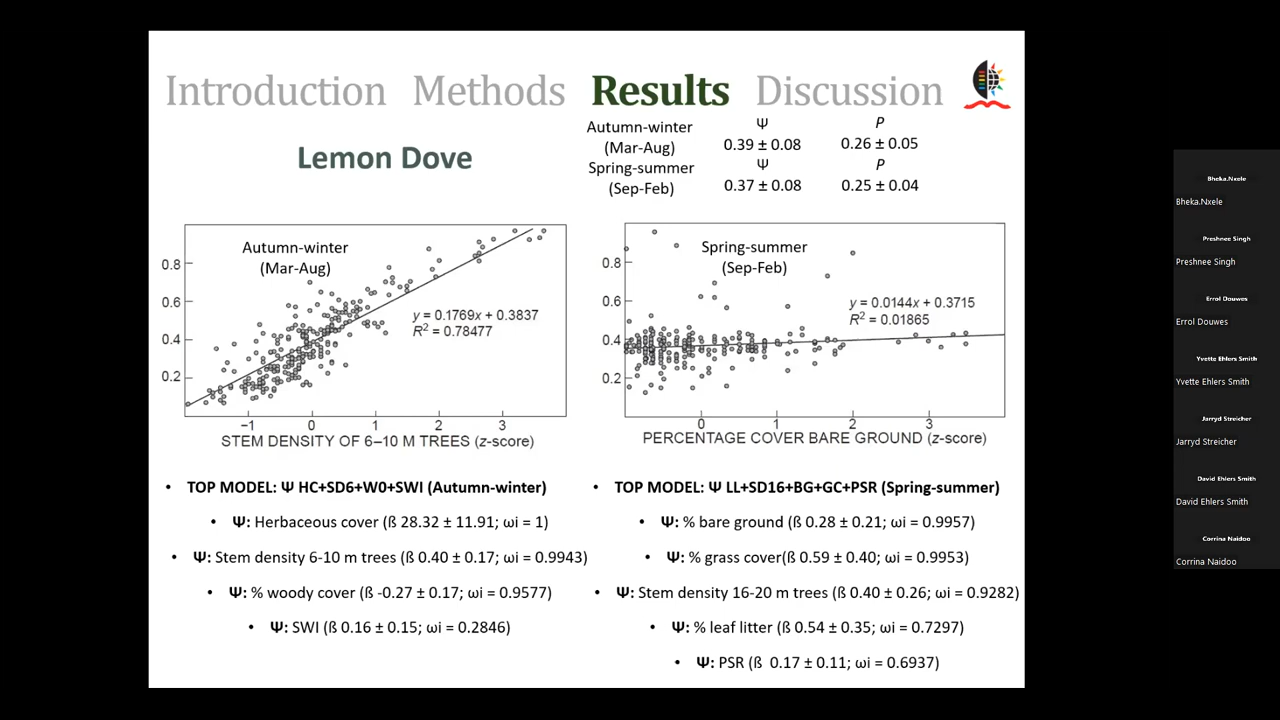 Introduction Methods Results Discussion
Lemon Dove
Ψ P
Autumn-winter
(Mar-Aug) 0.39 ± 0.08 0.26 ± 0.05
Ψ P
Spring-summer
(Sep-Feb) 0.37 ± 0.08 0.25 ± 0.04
Autumn-winter
(Mar-Aug)
0.8
0.6
0.4
0.2
y = 0.1769x + 0.3837
R² = 0.78477
−1 0 1 2 3
STEM DENSITY OF 6–10 M TREES (z-score)
Spring-summer
(Sep-Feb)
0.8
0.6
0.4
0.2
y = 0.0144x + 0.3715
R² = 0.01865
0 1 2 3
PERCENTAGE COVER BARE GROUND (z-score)
• TOP MODEL: Ψ HC+SD6+W0+SWI (Autumn-winter)
• Ψ: Herbaceous cover (ß 28.32 ± 11.91; ωi = 1)
• Ψ: Stem density 6-10 m trees (ß 0.40 ± 0.17; ωi = 0.9943)
• Ψ: % woody cover (ß -0.27 ± 0.17; ωi = 0.9577)
• Ψ: SWI (ß 0.16 ± 0.15; ωi = 0.2846)
• TOP MODEL: Ψ LL+SD16+BG+GC+PSR (Spring-summer)
• Ψ: % bare ground (ß 0.28 ± 0.21; ωi = 0.9957)
• Ψ: % grass cover(ß 0.59 ± 0.40; ωi = 0.9953)
• Ψ: Stem density 16-20 m trees (ß 0.40 ± 0.26; ωi = 0.9282)
• Ψ: % leaf litter (ß 0.54 ± 0.35; ωi = 0.7297)
• Ψ: PSR (ß 0.17 ± 0.11; ωi = 0.6937)
Bheka.Nxele
Bheka.Nxele
Preshnee Singh
Preshnee Singh
Errol Douwes
Errol Douwes
Yvette Ehlers Smith
Yvette Ehlers Smith
Jarryd Streicher
Jarryd Streicher
David Ehlers Smith
David Ehlers Smith
Corrina Naidoo
Corrina Naidoo